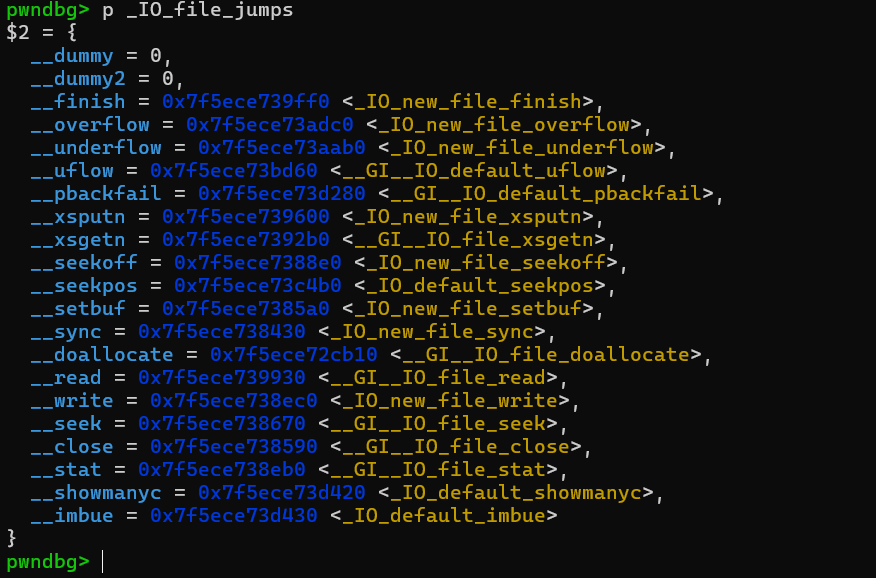 pwndbg> p _IO_file_jumps
$2 = {
  __dummy = 0,
  __dummy2 = 0,
  __finish = 0x7f5ece739ff0 <_IO_new_file_finish>,
  __overflow = 0x7f5ece73adc0 <_IO_new_file_overflow>,
  __underflow = 0x7f5ece73aab0 <_IO_new_file_underflow>,
  __uflow = 0x7f5ece73bd60 <__GI__IO_default_uflow>,
  __pbackfail = 0x7f5ece73d280 <__GI__IO_default_pbackfail>,
  __xsputn = 0x7f5ece739600 <_IO_new_file_xsputn>,
  __xsgetn = 0x7f5ece7392b0 <__GI__IO_file_xsgetn>,
  __seekoff = 0x7f5ece7388e0 <_IO_new_file_seekoff>,
  __seekpos = 0x7f5ece73c4b0 <_IO_default_seekpos>,
  __setbuf = 0x7f5ece7385a0 <_IO_new_file_setbuf>,
  __sync = 0x7f5ece738430 <_IO_new_file_sync>,
  __doallocate = 0x7f5ece72cb10 <__GI__IO_file_doallocate>,
  __read = 0x7f5ece739930 <__GI__IO_file_read>,
  __write = 0x7f5ece738ec0 <_IO_new_file_write>,
  __seek = 0x7f5ece738670 <__GI__IO_file_seek>,
  __close = 0x7f5ece738590 <__GI__IO_file_close>,
  __stat = 0x7f5ece738eb0 <__GI__IO_file_stat>,
  __showmanyc = 0x7f5ece73d420 <_IO_default_showmanyc>,
  __imbue = 0x7f5ece73d430 <_IO_default_imbue>
}
pwndbg>